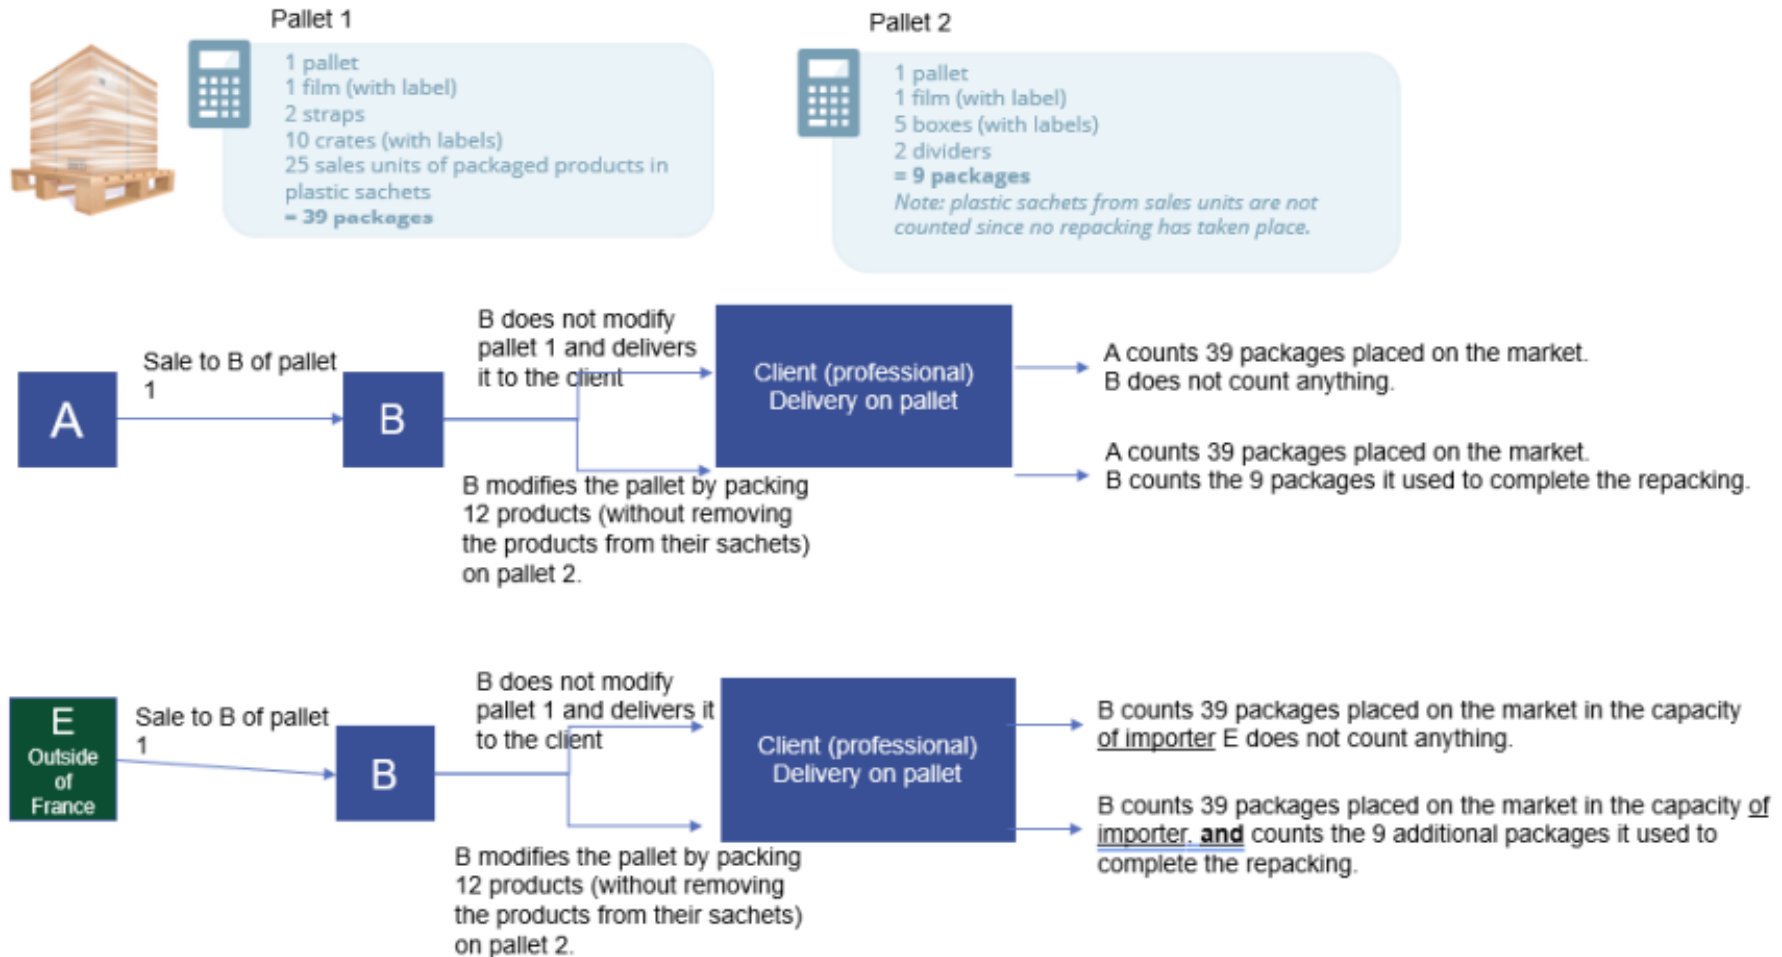 Pallet 1
1 pallet
1 film (with label)
2 straps
10 crates (with labels)
25 sales units of packaged products in
plastic sachets
= 39 packages
Pallet 2
1 pallet
1 film (with label)
5 boxes (with labels)
2 dividers
= 9 packages
Note: plastic sachets from sales units are not
counted since no repacking has taken place.
A
Sale to B of pallet
1
B
B does not modify
pallet 1 and delivers
it to the client
B modifies the pallet by packing
12 products (without removing
the products from their sachets)
on pallet 2.
Client (professional)
Delivery on pallet
A counts 39 packages placed on the market.
B does not count anything.
A counts 39 packages placed on the market.
B counts the 9 packages it used to complete the repacking.
E
Outside
of
France
Sale to B of pallet
1
B
B does not modify
pallet 1 and delivers it
to the client
B modifies the pallet by packing
12 products (without removing
the products from their sachets)
on pallet 2.
Client (professional)
Delivery on pallet
B counts 39 packages placed on the market in the capacity
of importer E does not count anything.
B counts 39 packages placed on the market in the capacity of
importer. and counts the 9 additional packages it used to
complete the repacking.